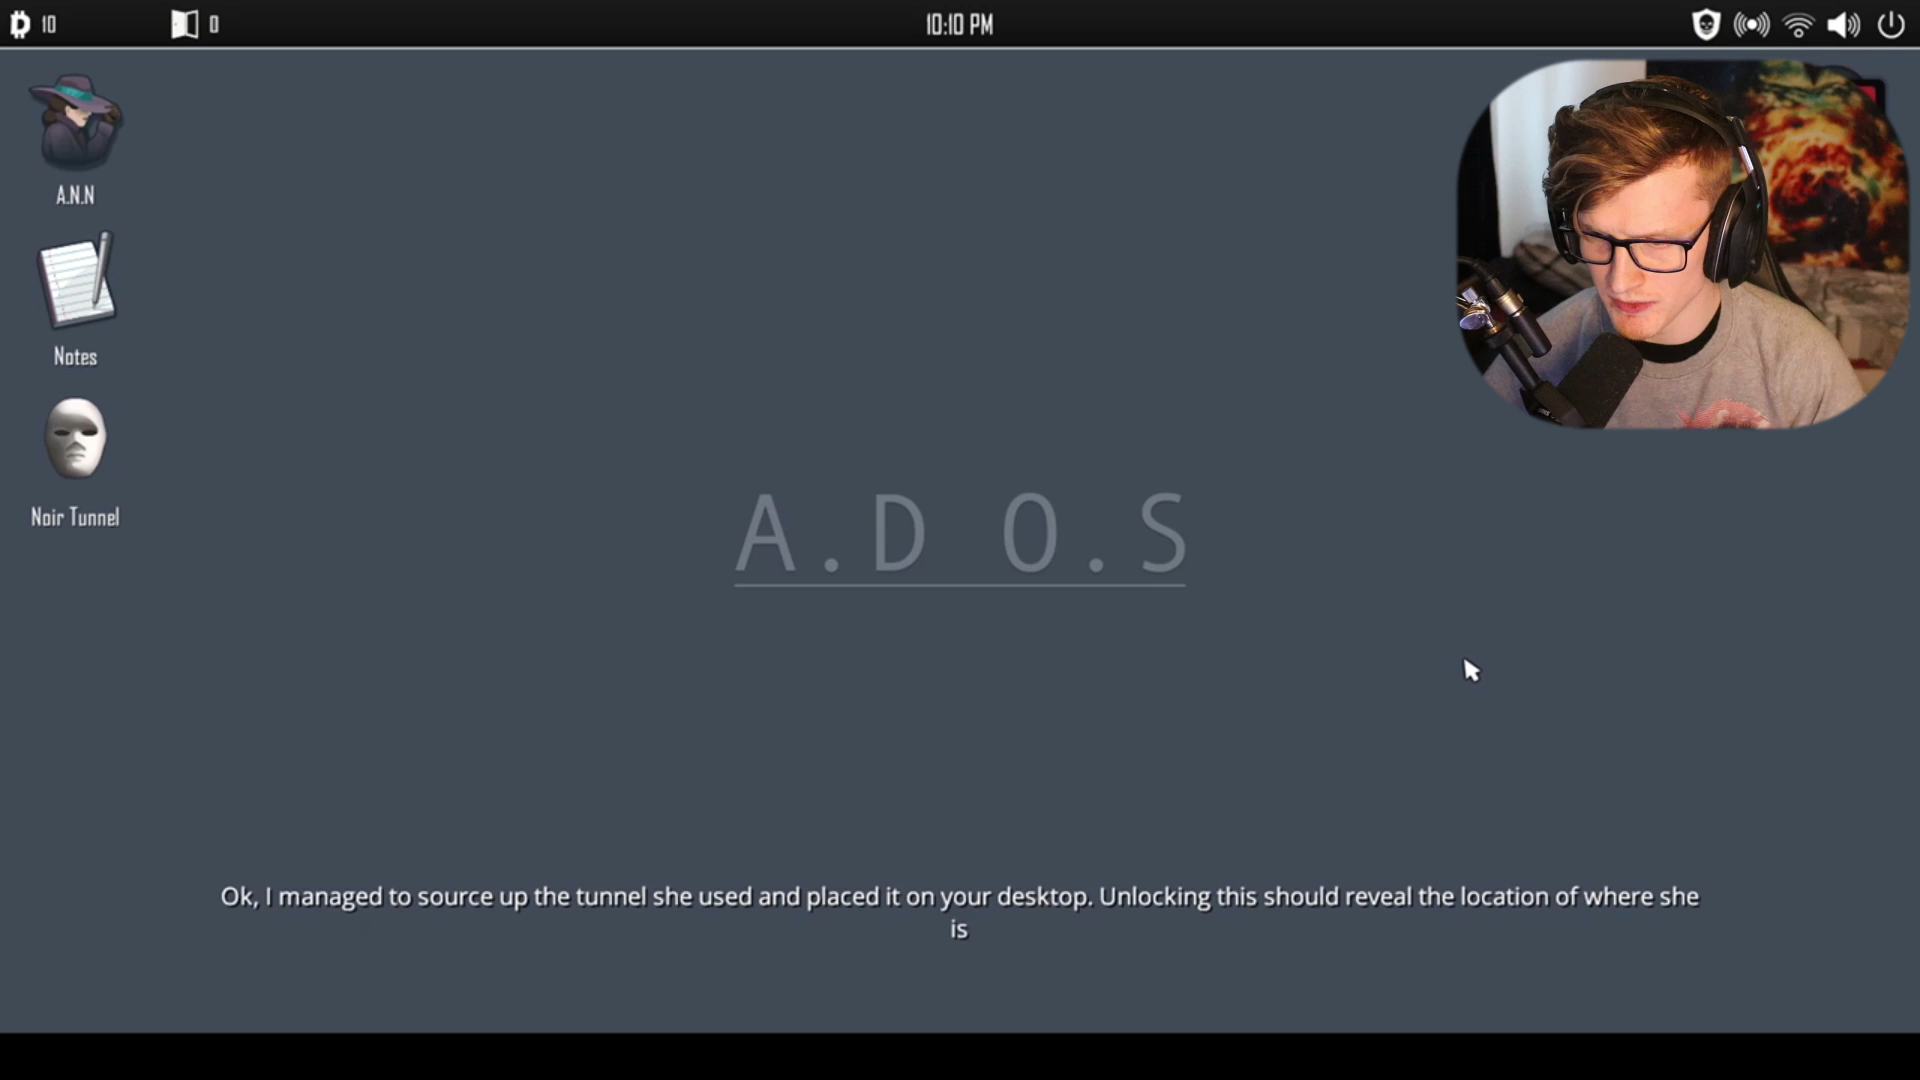 10
0
10:10 PM
A.N.N
Notes
Noir Tunnel
A.D O.S
Ok, I managed to source up the tunnel she used and placed it on your desktop. Unlocking this should reveal the location of where she
is